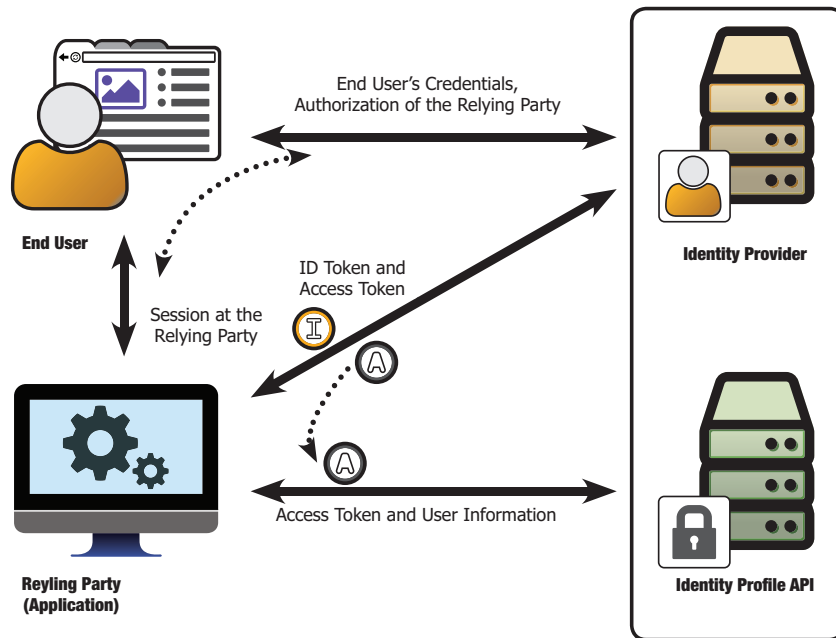 End User's Credentials,
Authorization of the Relying Party
End User
Identity Provider
ID Token and
Access Token
Session at the
Relying Party
I
A
A
Access Token and User Information
Reyling Party
(Application)
Identity Profile API